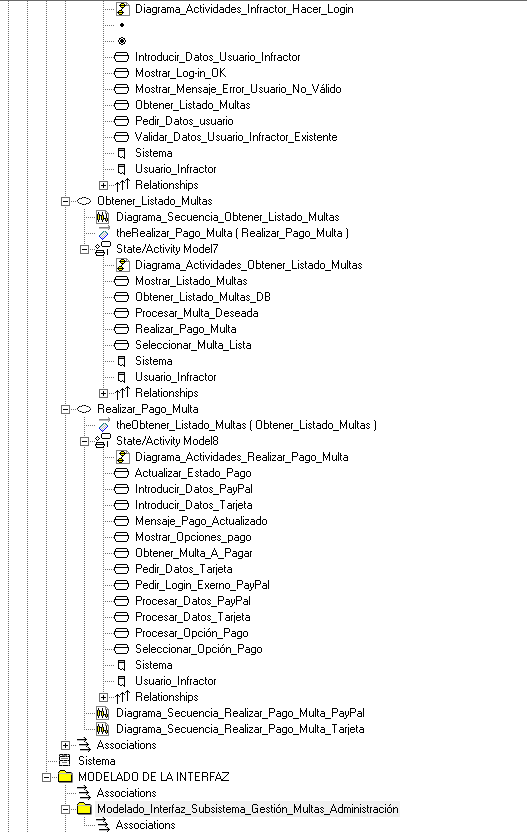 Diagrama_Actividades_Infractor_Hacer_Login
Introducir_Datos_Usuario_Infractor
Mostrar_Log-in_OK
Mostrar_Mensaje_Error_Usuario_No_Válido
Obtener_Listado_Multas
Pedir_Datos_usuario
Validar_Datos_Usuario_Infractor_Existente
Sistema
Usuario_Infractor
Relationships
Obtener_Listado_Multas
Diagrama_Secuencia_Obtener_Listado_Multas
theRealizar_Pago_Multa ( Realizar_Pago_Multa )
State/Activity Model7
Diagrama_Actividades_Obtener_Listado_Multas
Mostrar_Listado_Multas
Obtener_Listado_Multas_DB
Procesar_Multa_Deseada
Realizar_Pago_Multa
Seleccionar_Multa_Lista
Sistema
Usuario_Infractor
Relationships
Realizar_Pago_Multa
theObtener_Listado_Multas ( Obtener_Listado_Multas )
State/Activity Model8
Diagrama_Actividades_Realizar_Pago_Multa
Actualizar_Estado_Pago
Introducir_Datos_PayPal
Introducir_Datos_Tarjeta
Mensaje_Pago_Actualizado
Mostrar_Opciones_pago
Obtener_Multa_A_Pagar
Pedir_Datos_Tarjeta
Pedir_Login_Exerno_PayPal
Procesar_Datos_PayPal
Procesar_Datos_Tarjeta
Procesar_Opción_Pago
Seleccionar_Opción_Pago
Sistema
Usuario_Infractor
Relationships
Diagrama_Secuencia_Realizar_Pago_Multa_PayPal
Diagrama_Secuencia_Realizar_Pago_Multa_Tarjeta
Associations
Sistema
MODELADO DE LA INTERFAZ
Associations
Modelado_Interfaz_Subsistema_Gestión_Multas_Administración
Associations